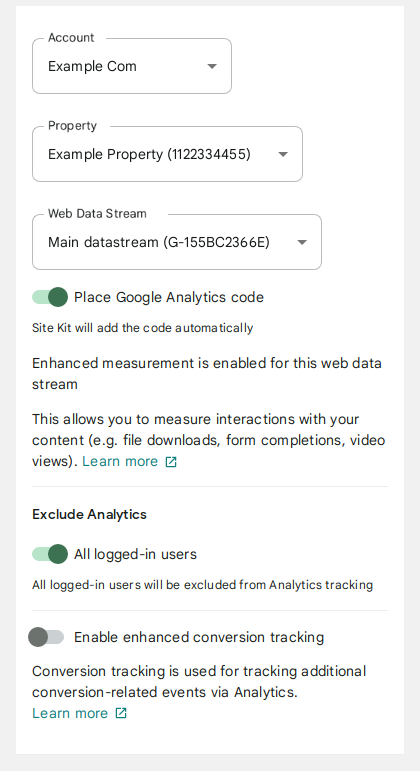 Account
Example Com
Property
Example Property (1122334455)
Web Data Stream
Main datastream (G-155BC2366E)
Place Google Analytics code
Site Kit will add the code automatically
Enhanced measurement is enabled for this web data
stream
This allows you to measure interactions with your
content (e.g. file downloads, form completions, video
views). Learn more
Exclude Analytics
All logged-in users
All logged-in users will be excluded from Analytics tracking
Enable enhanced conversion tracking
Conversion tracking is used for tracking additional
conversion-related events via Analytics.
Learn more